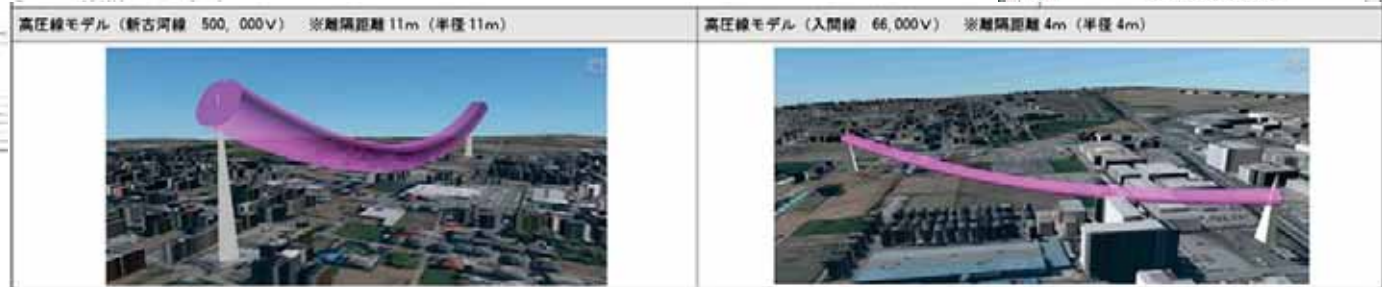 高圧線モデル（新古河線　500, 000V）　※離隔距離 11m（半径 11m）
高圧線モデル（入間線　66,000V）　※離隔距離 4m（半径 4m）